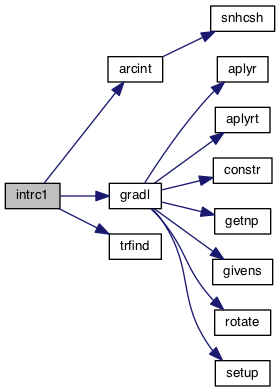 snhcsh
arcint
aplyr
aplyrt
constr
intrc1
gradl
getnp
trfind
givens
rotate
setup